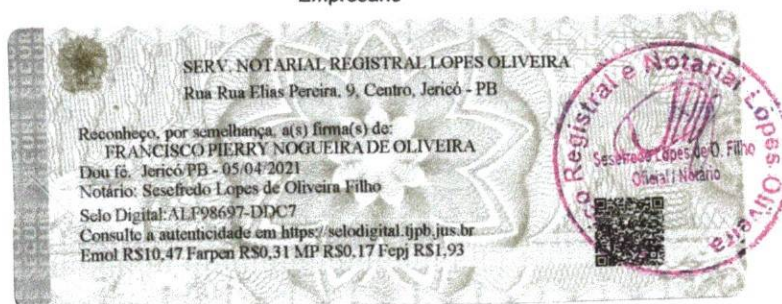 Empresário
SERV. NOTARIAL REGISTRAL LOPES OLIVEIRA
Rua Rua Elias Pereira, 9, Centro, Jericó - PB
Reconheço, por semelhança, a(s) firma(s) de:
FRANCISCO PIERRY NOGUEIRA DE OLIVEIRA
Dou fé. Jericó/PB - 05/04/2021
Notário: Sesefredo Lopes de Oliveira Filho
Selo Digital:ALF98697-DDC7
Consulte a autenticidade em https://selodigital.tjpb.jus.br
Emol R$10,47 Farpen R$0,31 MP R$0,17 Fepj R$1,93
Registral e Notarial Lopes Oliveira
Sesefredo Lopes de O. Filho
Oficial / Notário